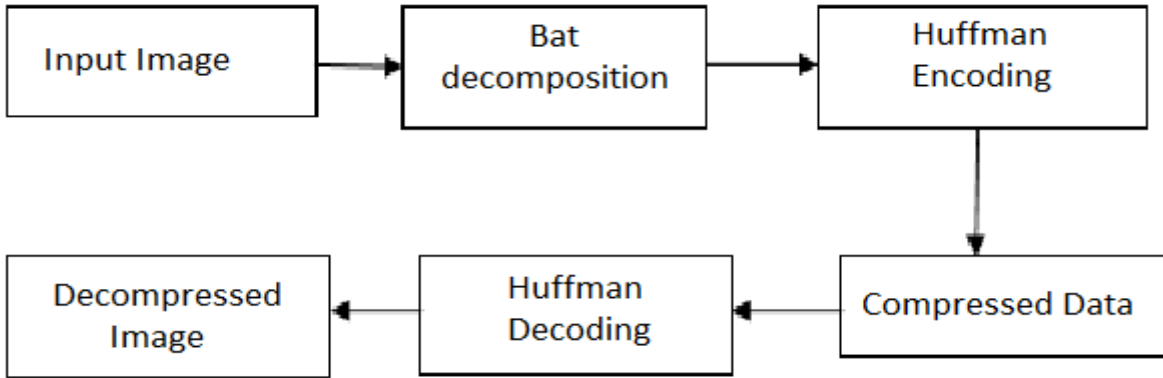 Input Image
Bat
decomposition
Huffman
Encoding
Compressed Data
Huffman
Decoding
Decompressed
Image